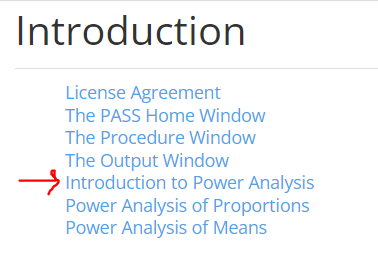 Introduction
License Agreement
The PASS Home Window
The Procedure Window
The Output Window
Introduction to Power Analysis
Power Analysis of Proportions
Power Analysis of Means